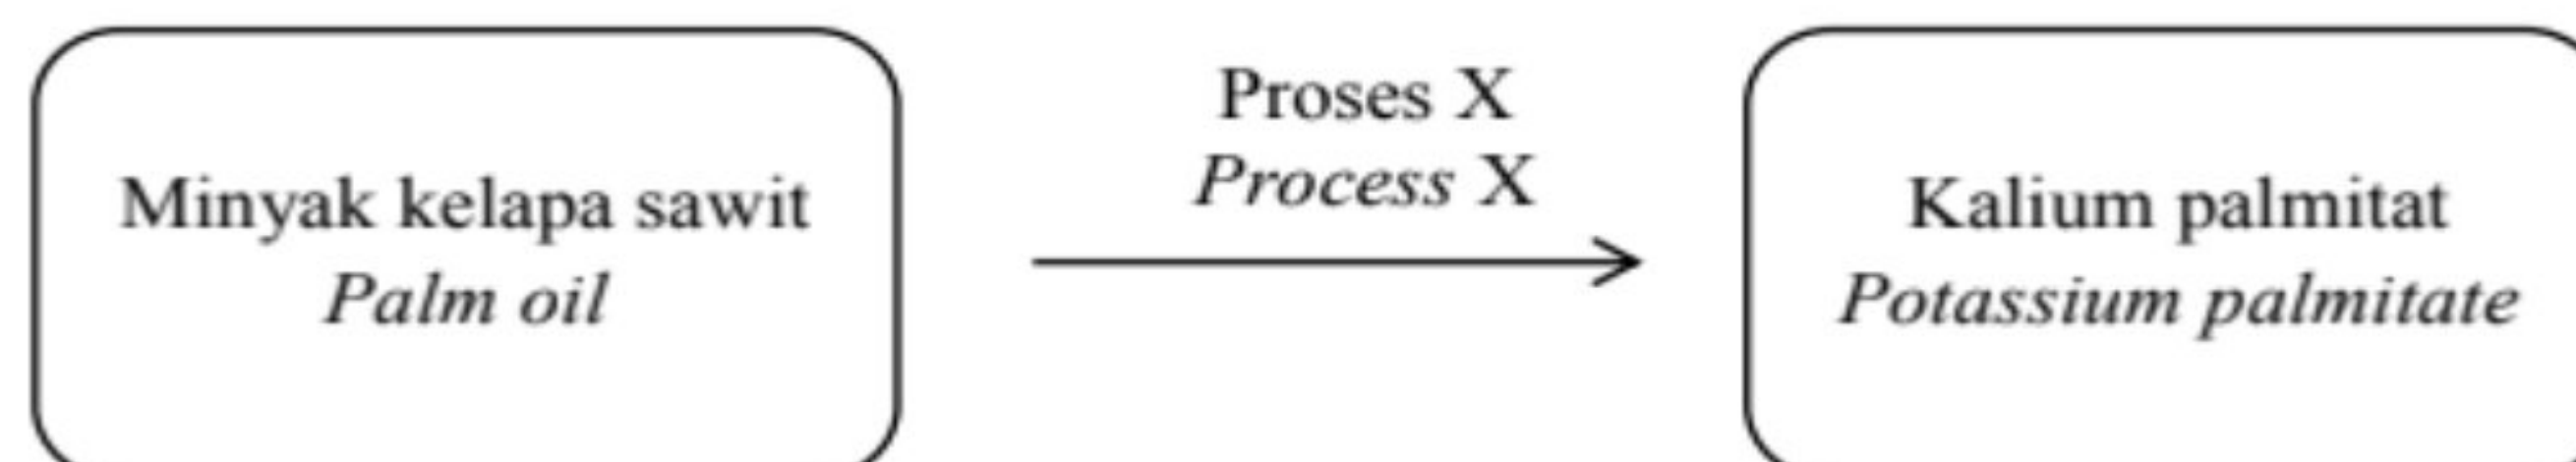 Minyak kelapa sawit
Palm oil
Proses X
Process X
Kalium palmitat
Potassium palmitate